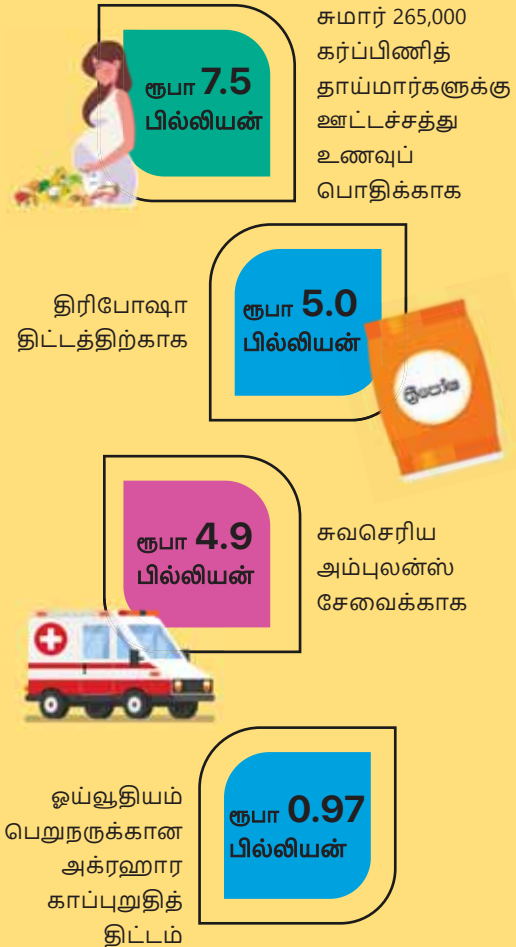 ரூபா 7.5
பில்லியன்
சுமார் 265,000
கர்ப்பிணித்
தாய்மார்களுக்கு
ஊட்டச்சத்து
உணவுப்
பொதிக்காக
திரிபோஷா
திட்டத்திற்காக
ரூபா 5.0
பில்லியன்
ත්‍රිපෝෂ
ரூபா 4.9
பில்லியன்
சுவசெரிய
அம்புலன்ஸ்
சேவைக்காக
ஓய்வூதியம்
பெறுநருக்கான
அக்ரஹார
காப்புறுதித்
திட்டம்
ரூபா 0.97
பில்லியன்